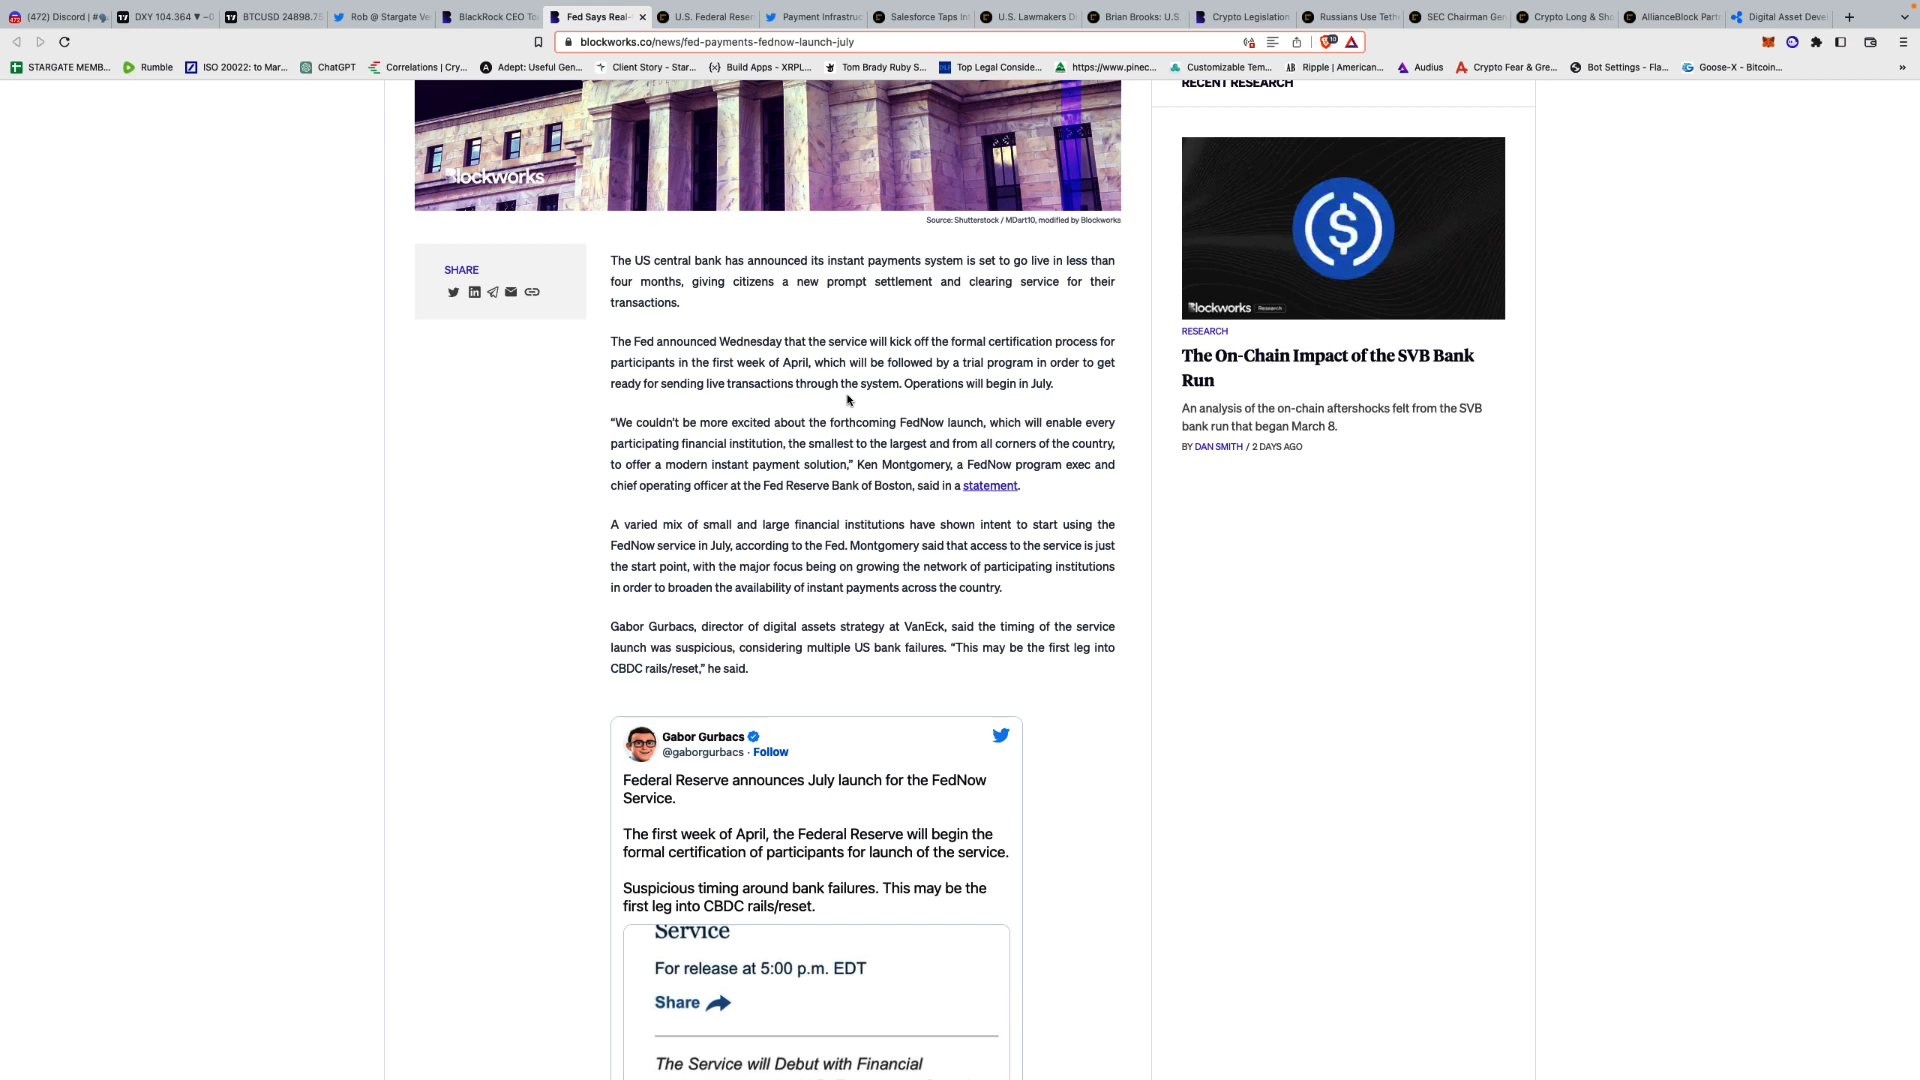 (472) Discord | #
DXY 104.364 ▼ −0
BTCUSD 24898.75
Rob @ Stargate Ve
BlackRock CEO To
Fed Says Real-
U.S. Federal Reser
Payment Infrastruc
Salesforce Taps In
U.S. Lawmakers D
Brian Brooks: U.S.
Crypto Legislation
Russians Use Teth
SEC Chairman Gen
Crypto Long & Sho
AllianceBlock Part
Digital Asset Deve
blockworks.co/news/fed-payments-fednow-launch-july
10
STARGATE MEMB...
Rumble
ISO 20022: to Mar...
ChatGPT
Correlations | Cry...
Adept: Useful Gen...
Client Story - Star...
Build Apps - XRPL...
Tom Brady Ruby S...
Top Legal Conside...
https://www.pinec...
Customizable Tem...
Ripple | American...
Audius
Crypto Fear & Gre...
Bot Settings - Fla...
Goose-X - Bitcoin...
Blockworks
Source: Shutterstock / MDart10, modified by Blockworks
SHARE
The US central bank has announced its instant payments system is set to go live in less than
four months, giving citizens a new prompt settlement and clearing service for their
transactions.
The Fed announced Wednesday that the service will kick off the formal certification process for
participants in the first week of April, which will be followed by a trial program in order to get
ready for sending live transactions through the system. Operations will begin in July.
“We couldn’t be more excited about the forthcoming FedNow launch, which will enable every
participating financial institution, the smallest to the largest and from all corners of the country,
to offer a modern instant payment solution,” Ken Montgomery, a FedNow program exec and
chief operating officer at the Fed Reserve Bank of Boston, said in a statement.
A varied mix of small and large financial institutions have shown intent to start using the
FedNow service in July, according to the Fed. Montgomery said that access to the service is just
the start point, with the major focus being on growing the network of participating institutions
in order to broaden the availability of instant payments across the country.
Gabor Gurbacs, director of digital assets strategy at VanEck, said the timing of the service
launch was suspicious, considering multiple US bank failures. “This may be the first leg into
CBDC rails/reset,” he said.
Gabor Gurbacs
@gaborgurbacs · Follow
Federal Reserve announces July launch for the FedNow
Service.
The first week of April, the Federal Reserve will begin the
formal certification of participants for launch of the service.
Suspicious timing around bank failures. This may be the
first leg into CBDC rails/reset.
Service
For release at 5:00 p.m. EDT
Share
The Service will Debut with Financial
RECENT RESEARCH
Blockworks Research
RESEARCH
The On-Chain Impact of the SVB Bank
Run
An analysis of the on-chain aftershocks felt from the SVB
bank run that began March 8.
BY DAN SMITH / 2 DAYS AGO